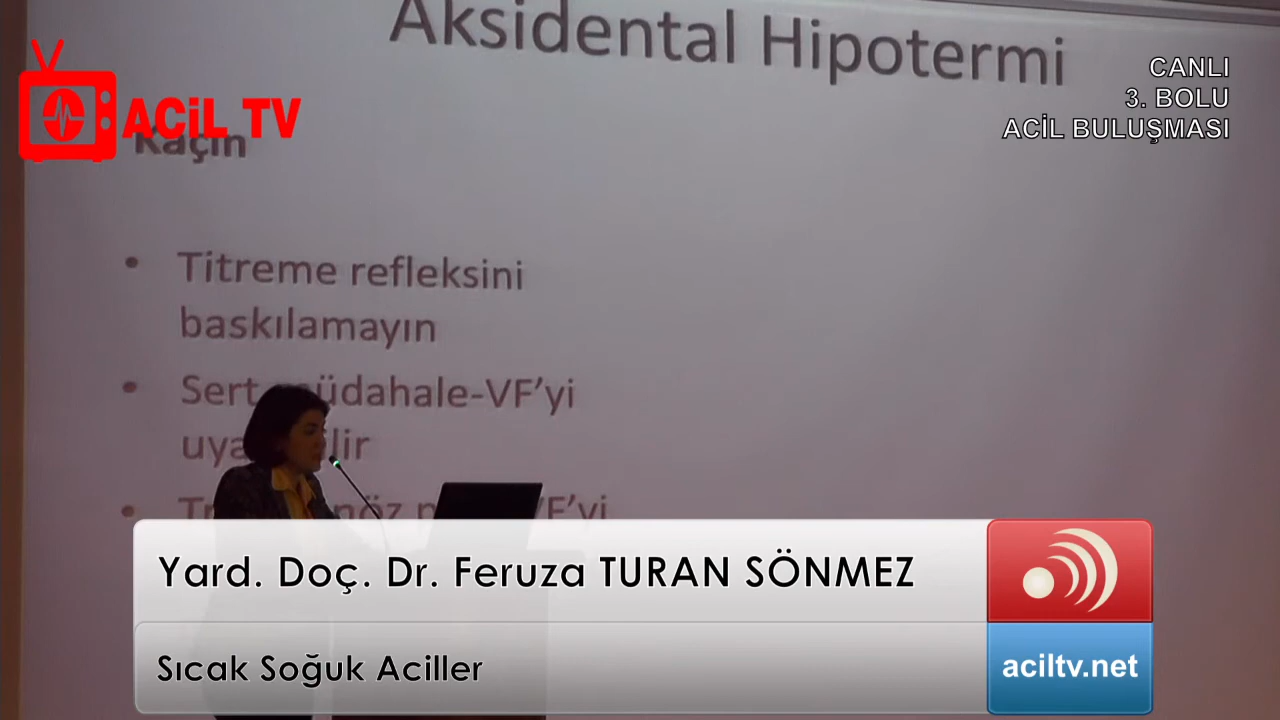 Aksidental Hipotermi
CANLI
3. BOLU
ACİL BULUŞMASI
ACİL TV
Kaçın
• Titreme refleksini
baskılamayın
• Sert müdahale-VF'yi
•
Yard. Doç. Dr. Feruza TURAN SÖNMEZ
Sıcak Soğuk Aciller
aciltv.net